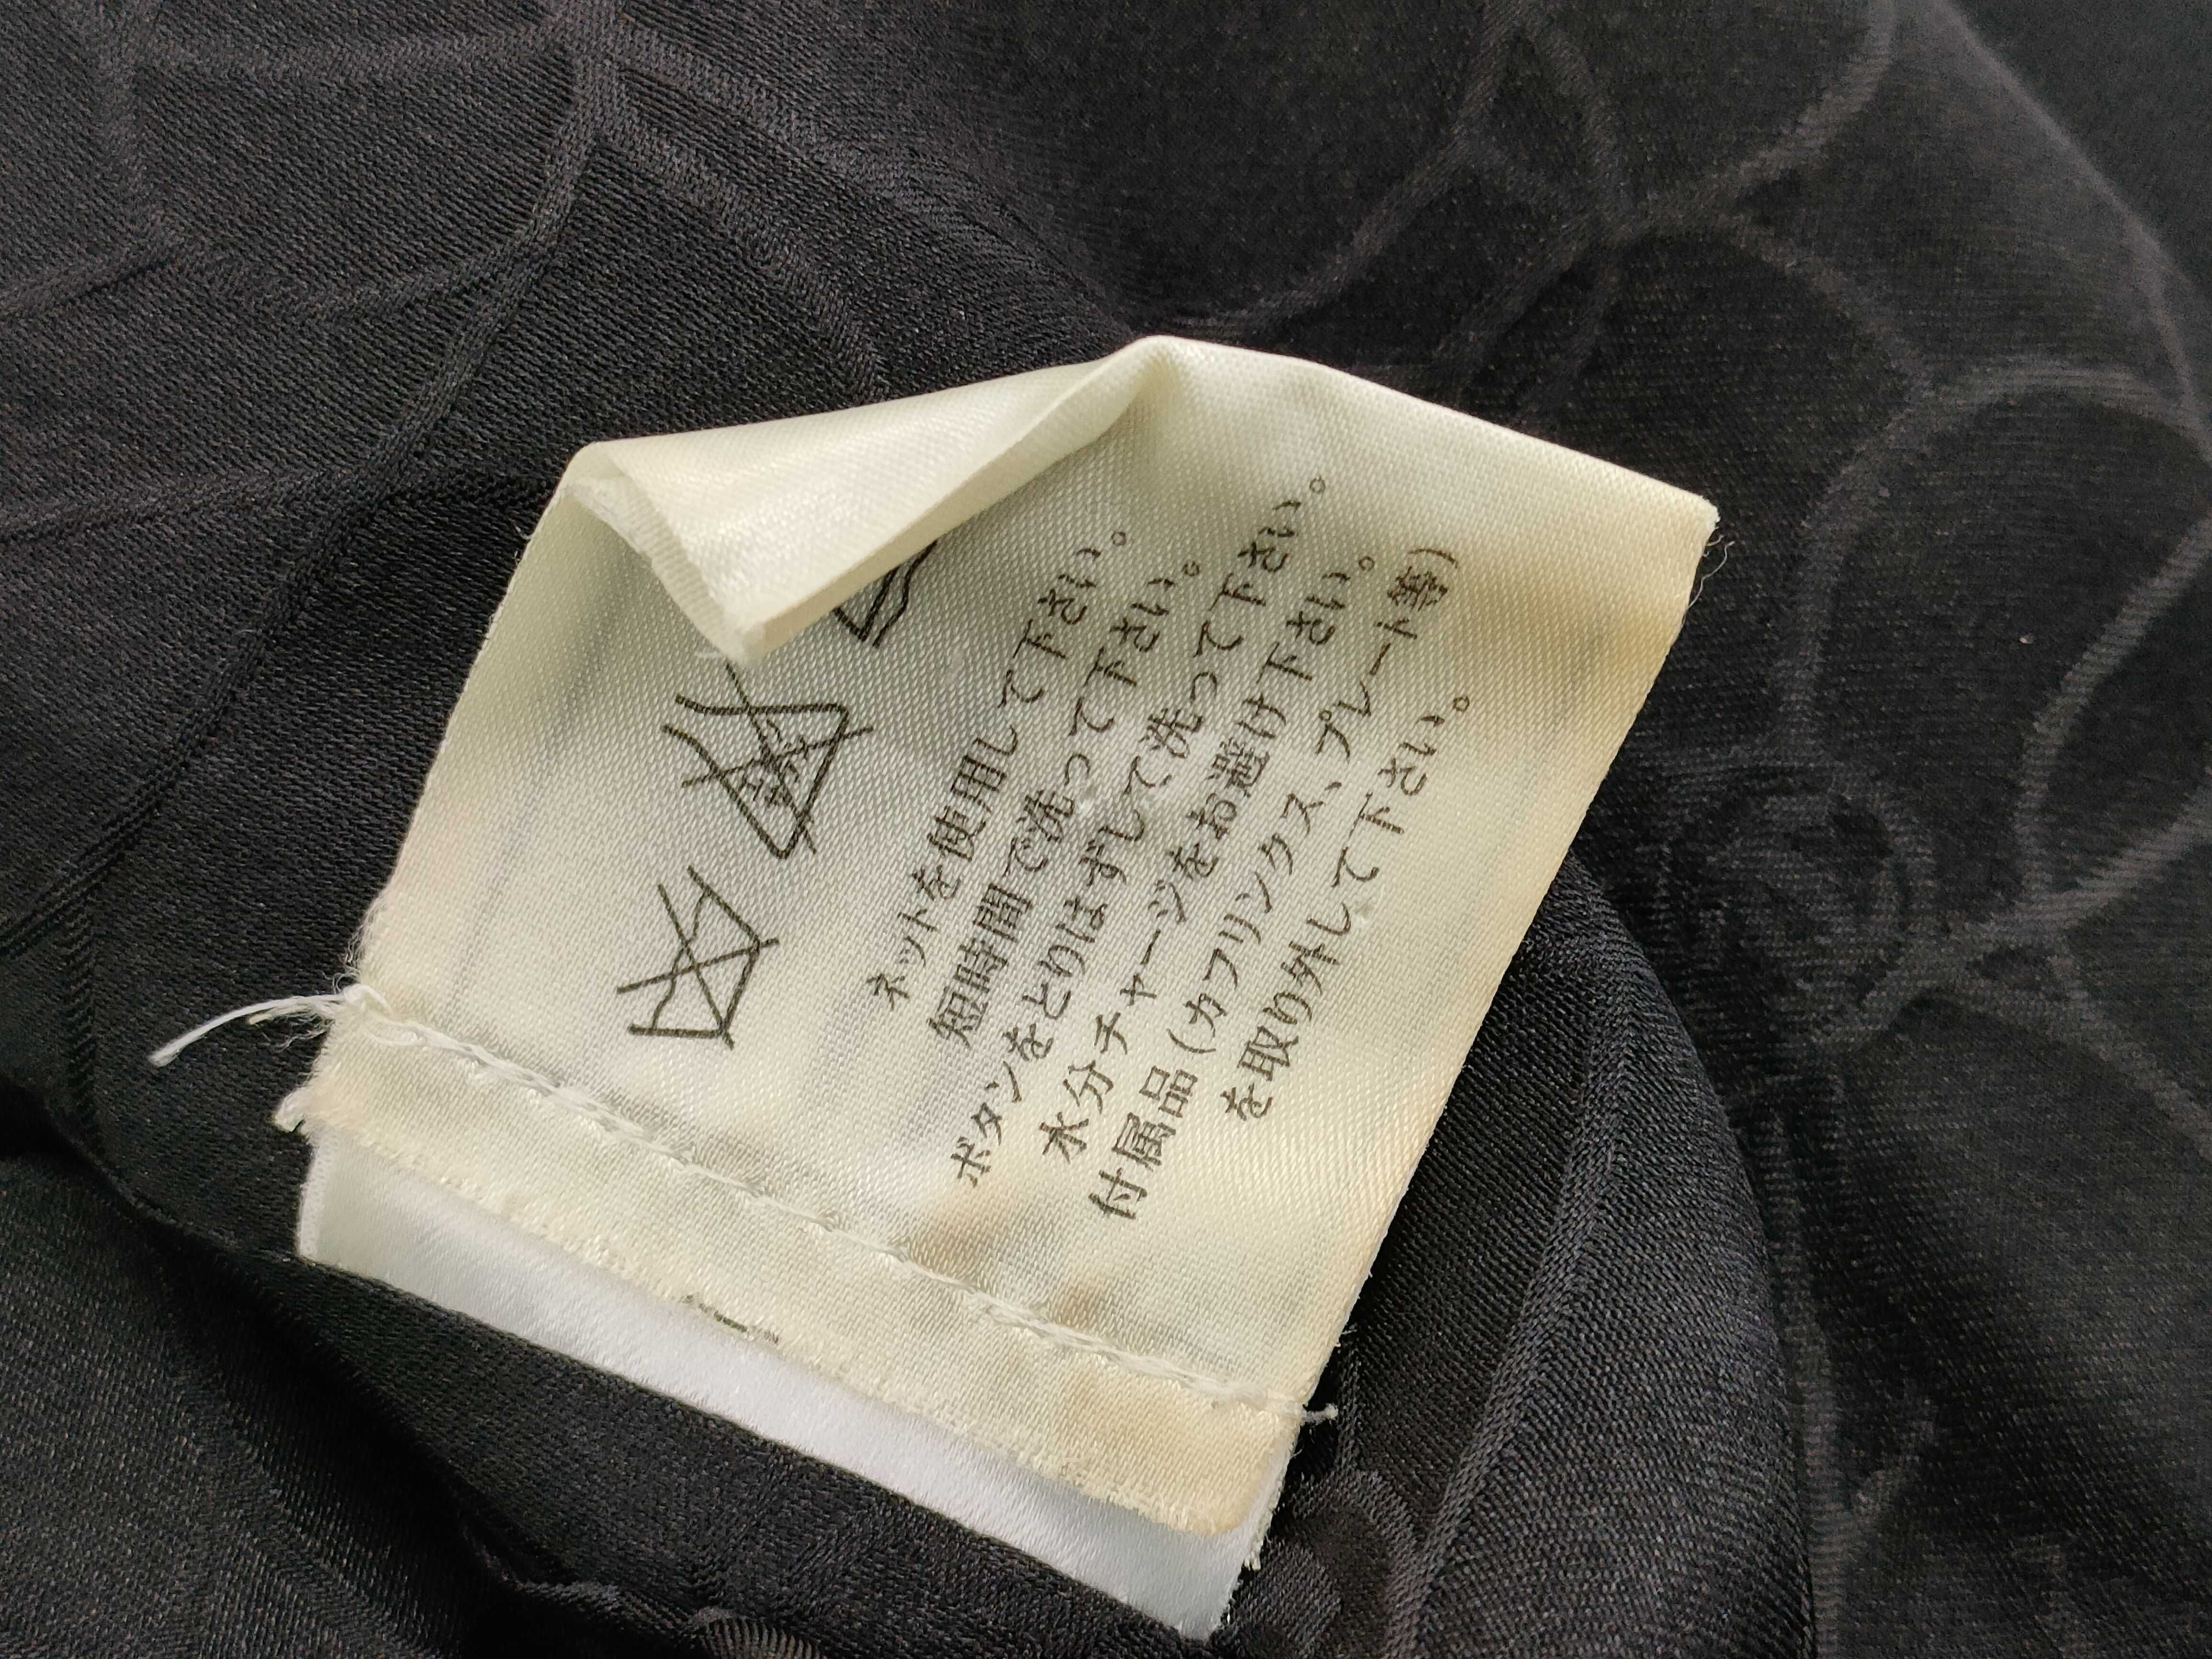 ネットを使用して下さい。
短時間で洗って下さい。
ボタンをとりはずして洗って下さい。
水分チャージをお避け下さい。
付属品(カフリンクス、プレート等)
を取り外して下さい。